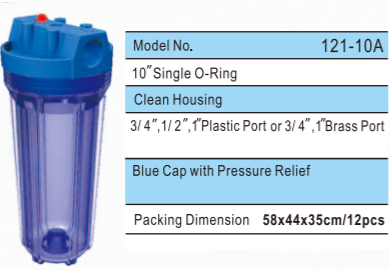 Model No. 121-10A
10″Single O-Ring
Clean Housing
3/ 4″,1/ 2″,1″Plastic Port or 3/ 4″,1″Brass Port
Blue Cap with Pressure Relief
Packing Dimension 58x44x35cm/12pcs